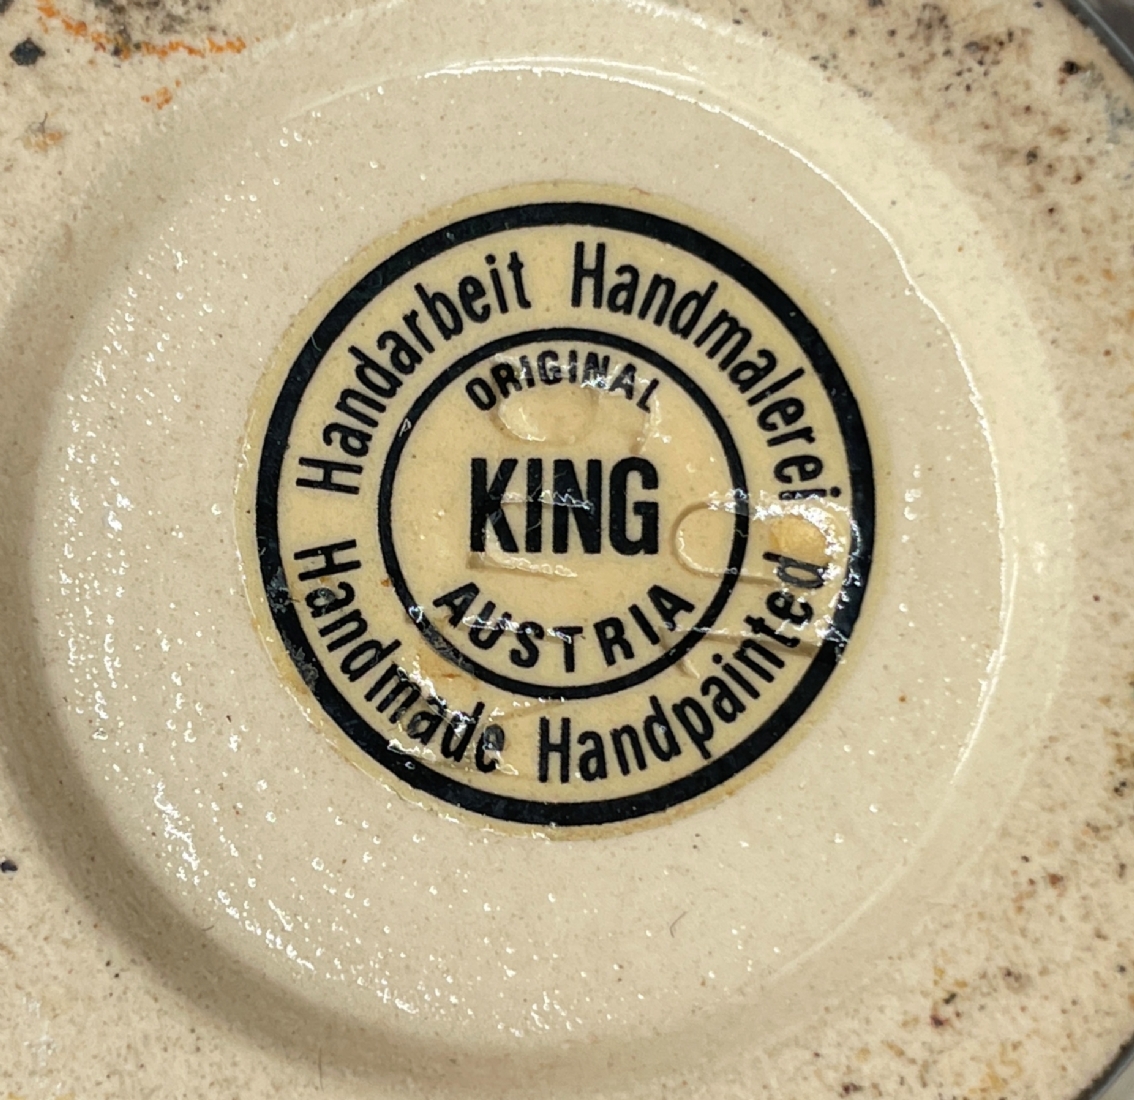 Handarbeit Handmalerei
ORIGINAL
KING
AUSTRIA
Handmade Handpainted